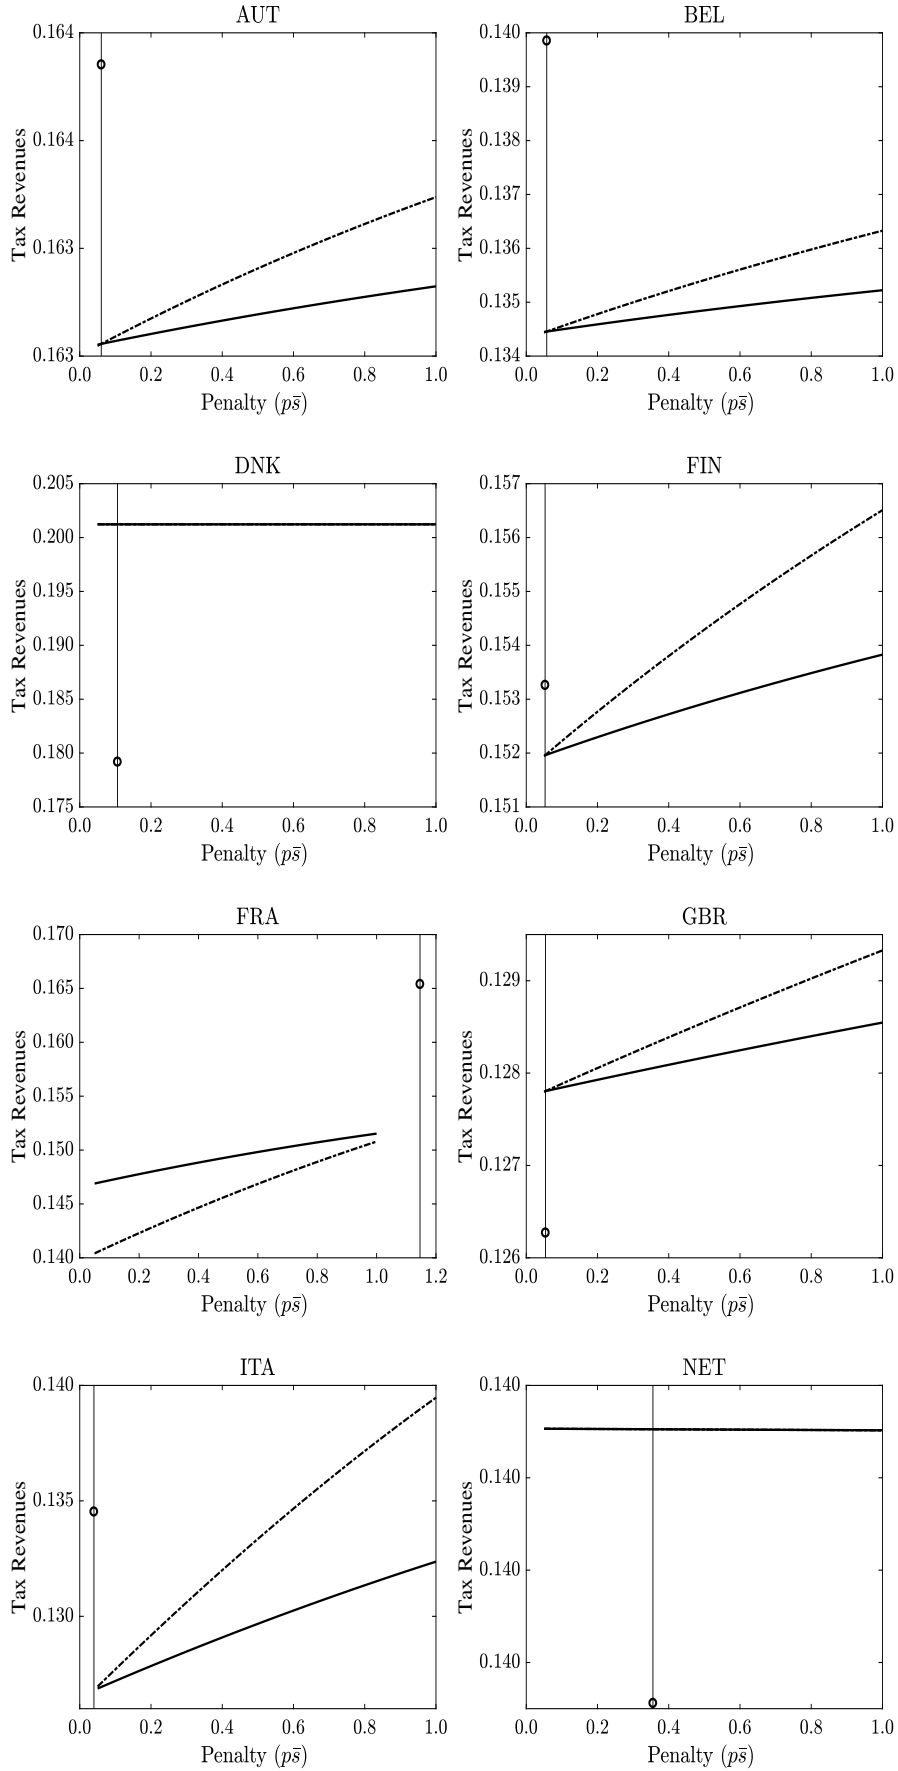 AUT
0.164
0.164
0.163
0.163
Tax Revenues
0.0 0.2 0.4 0.6 0.8 1.0
Penalty (ps̄)
BEL
0.140
0.139
0.138
0.137
0.136
0.135
0.134
Tax Revenues
0.0 0.2 0.4 0.6 0.8 1.0
Penalty (ps̄)
DNK
0.205
0.200
0.195
0.190
0.185
0.180
0.175
Tax Revenues
0.0 0.2 0.4 0.6 0.8 1.0
Penalty (ps̄)
FIN
0.157
0.156
0.155
0.154
0.153
0.152
0.151
Tax Revenues
0.0 0.2 0.4 0.6 0.8 1.0
Penalty (ps̄)
FRA
0.170
0.165
0.160
0.155
0.150
0.145
0.140
Tax Revenues
0.0 0.2 0.4 0.6 0.8 1.0 1.2
Penalty (ps̄)
GBR
0.129
0.128
0.127
0.126
Tax Revenues
0.0 0.2 0.4 0.6 0.8 1.0
Penalty (ps̄)
ITA
0.140
0.135
0.130
Tax Revenues
0.0 0.2 0.4 0.6 0.8 1.0
Penalty (ps̄)
NET
0.140
0.140
0.140
0.140
Tax Revenues
0.0 0.2 0.4 0.6 0.8 1.0
Penalty (ps̄)